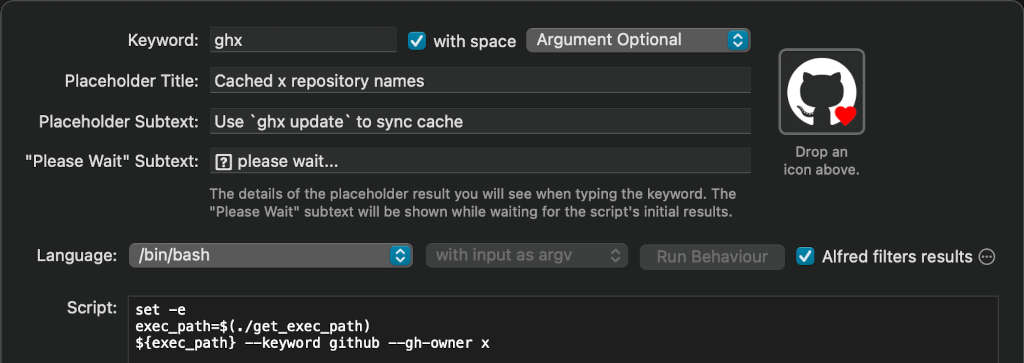 Keyword: ghx with space Argument Optional
Placeholder Title: Cached x repository names
Placeholder Subtext: Use `ghx update` to sync cache
"Please Wait" Subtext: ⍰ please wait...
Drop an
icon above.
The details of the placeholder result you will see when typing the keyword. The
"Please Wait" subtext will be shown while waiting for the script's initial results.
Language: /bin/bash with input as argv Run Behaviour Alfred filters results
Script: set -e
exec_path=$(./get_exec_path)
${exec_path} --keyword github --gh-owner x